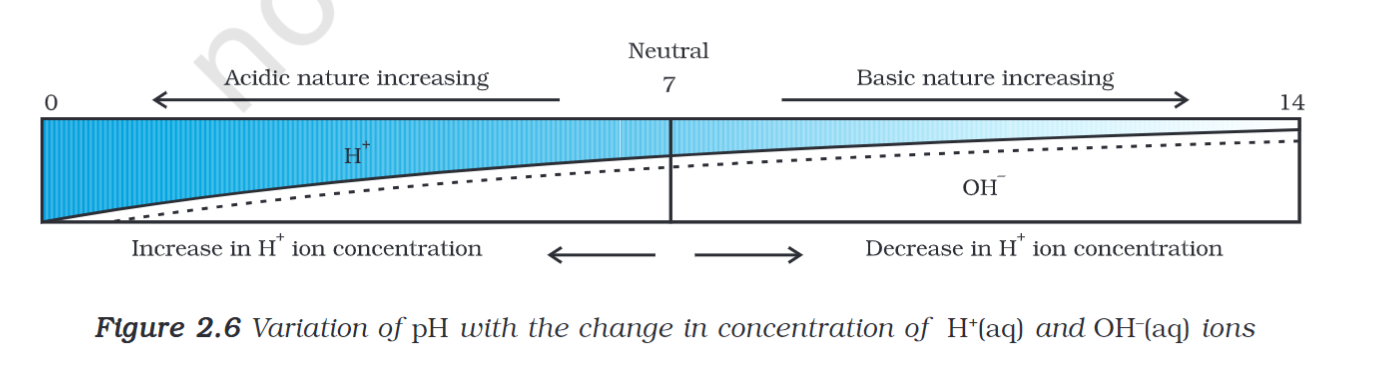 no
Neutral
Acidic nature increasing 7 Basic nature increasing
0 14
H⁺
OH⁻
Increase in H⁺ ion concentration Decrease in H⁺ ion concentration
Figure 2.6 Variation of pH with the change in concentration of H⁺(aq) and OH⁻(aq) ions